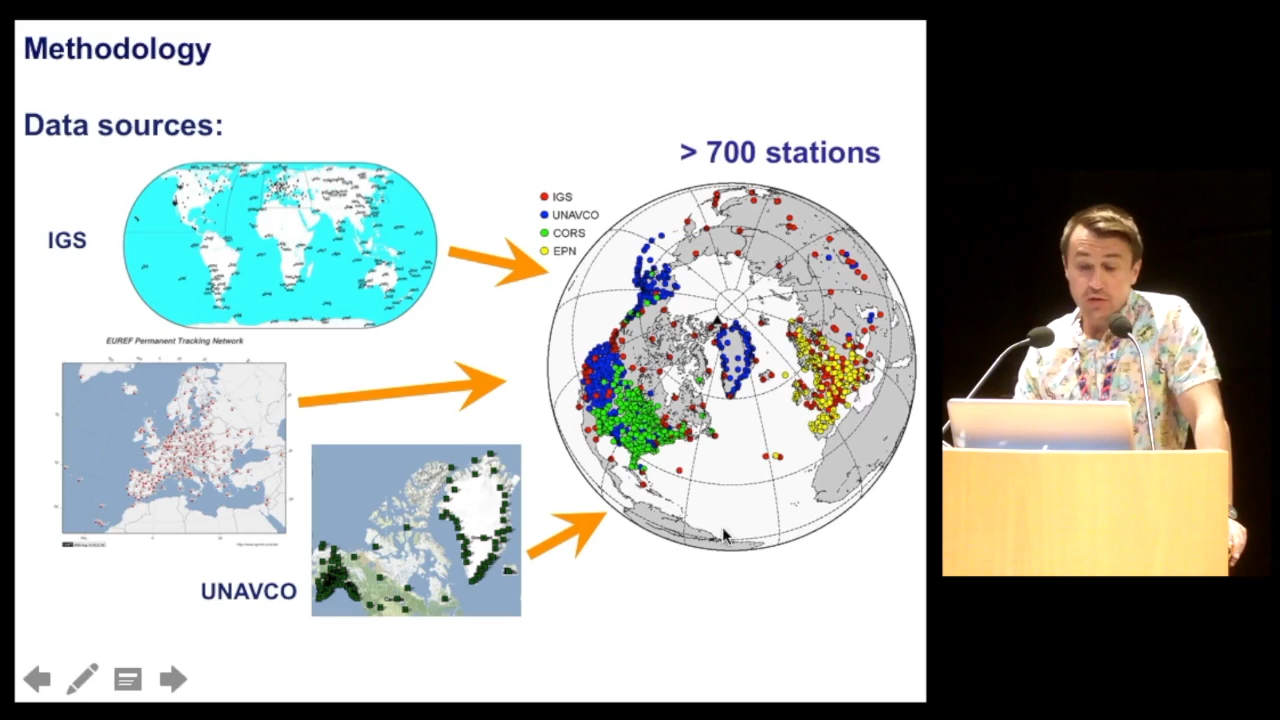 Methodology
Data sources:
> 700 stations
IGS
UNAVCO
CORS
EPN
IGS
EUREF Permanent Tracking Network
UNAVCO